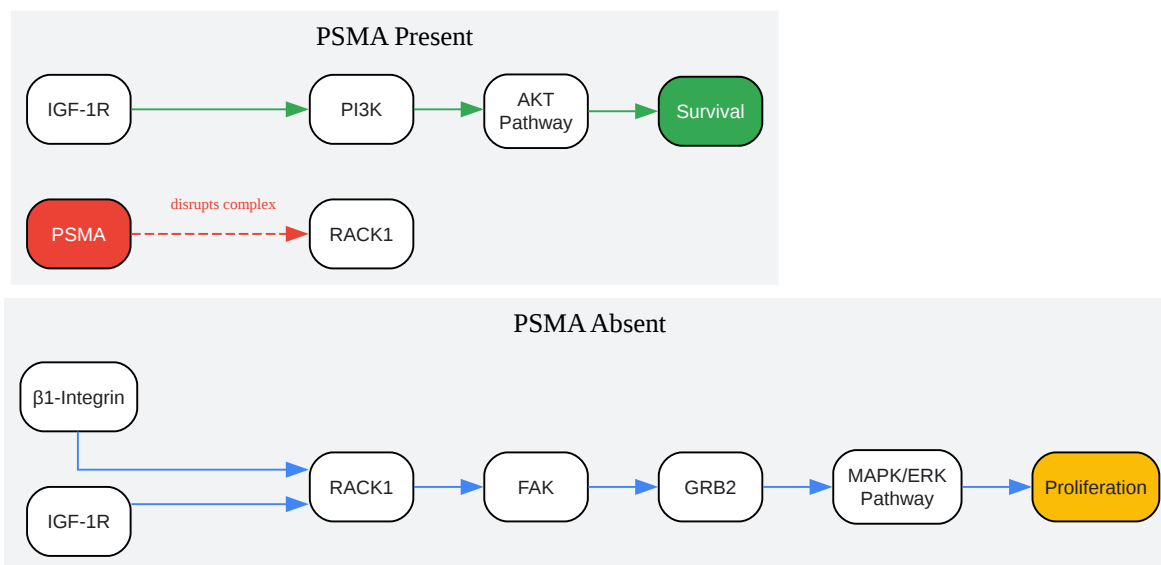 PSMA Present
IGF-1R
PI3K
AKT
Pathway
Survival
disrupts complex
PSMA
RACK1
PSMA Absent
β1-Integrin
IGF-1R
RACK1
FAK
GRB2
MAPK/ERK
Pathway
Proliferation